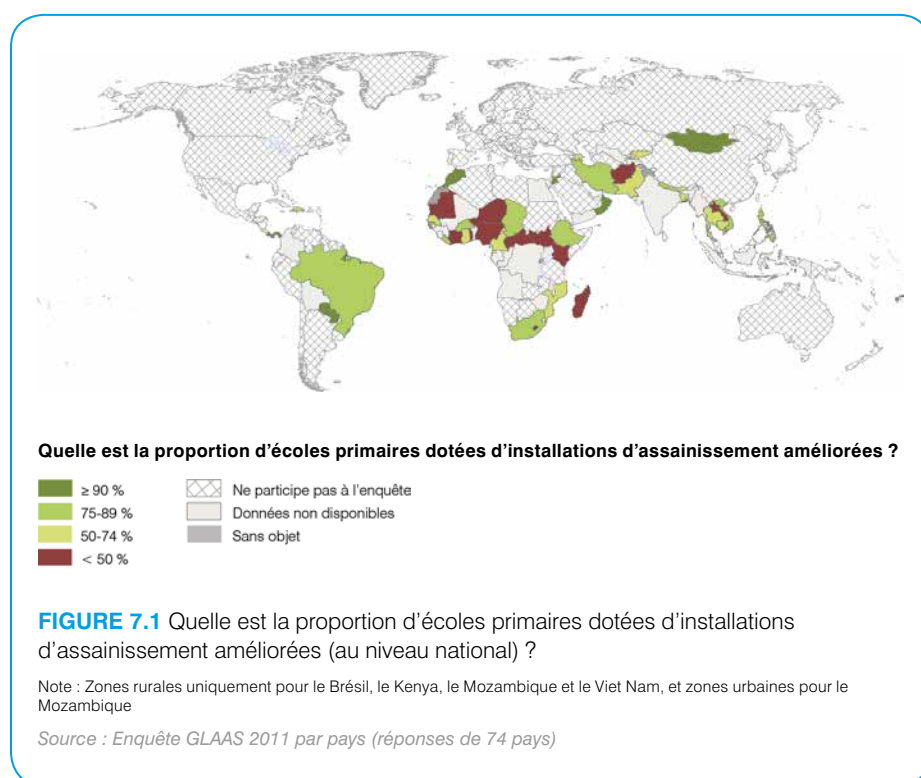 Quelle est la proportion d'écoles primaires dotées d'installations d'assainissement améliorées ?
≥ 90 %
75-89 %
50-74 %
< 50 %
Ne participe pas à l'enquête
Données non disponibles
Sans objet
FIGURE 7.1 Quelle est la proportion d'écoles primaires dotées d'installations
d'assainissement améliorées (au niveau national) ?
Note : Zones rurales uniquement pour le Brésil, le Kenya, le Mozambique et le Viet Nam, et zones urbaines pour le
Mozambique
Source : Enquête GLAAS 2011 par pays (réponses de 74 pays)